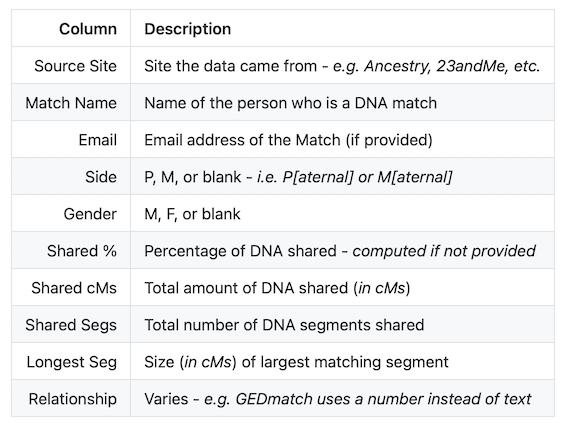 Column Description
Source Site Site the data came from - e.g. Ancestry, 23andMe, etc.
Match Name Name of the person who is a DNA match
Email Email address of the Match (if provided)
Side P, M, or blank - i.e. P[aternal] or M[aternal]
Gender M, F, or blank
Shared % Percentage of DNA shared - computed if not provided
Shared cMs Total amount of DNA shared (in cMs)
Shared Segs Total number of DNA segments shared
Longest Seg Size (in cMs) of largest matching segment
Relationship Varies - e.g. GEDmatch uses a number instead of text